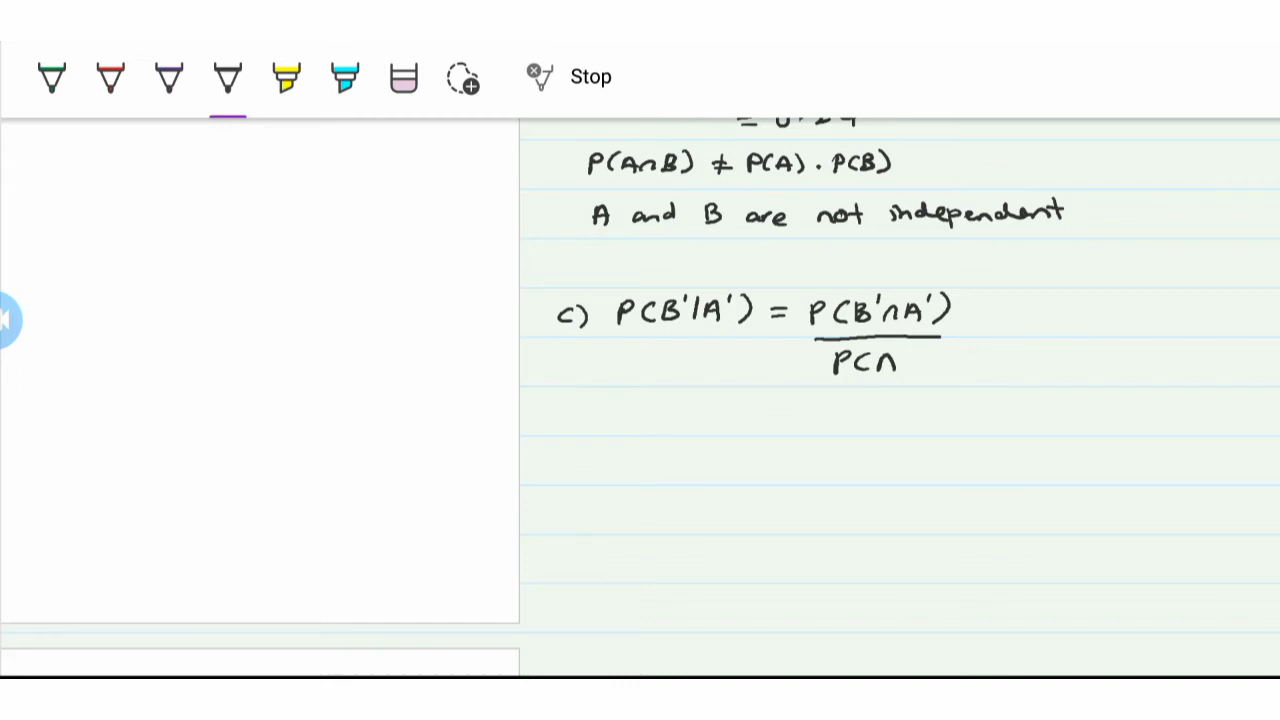 Stop
P(A∩B) ≠ P(A) . P(B)
A and B are not independent
c) P(B'|A') = P(B'∩A')
P(∩